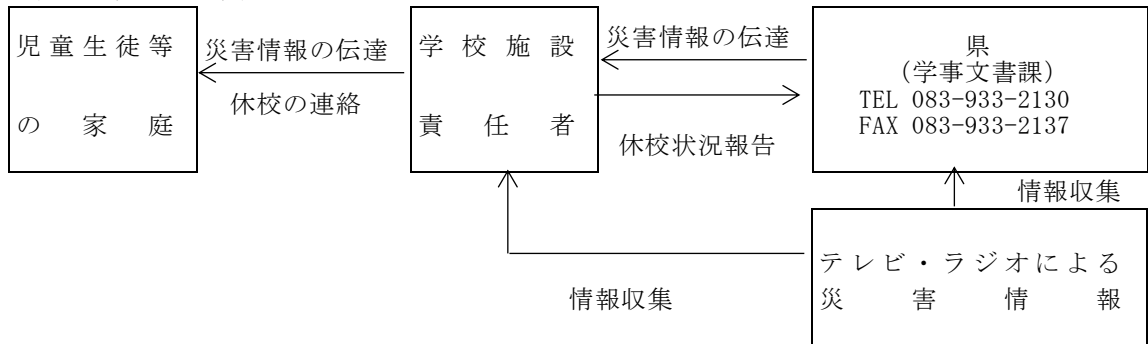 児童生徒等
の家庭
災害情報の伝達
休校の連絡
学校施設
責任者
災害情報の伝達
休校状況報告
県
(学事文書課)
TEL 083-933-2130
FAX 083-933-2137
情報収集
テレビ・ラジオによる
災害情報
情報収集